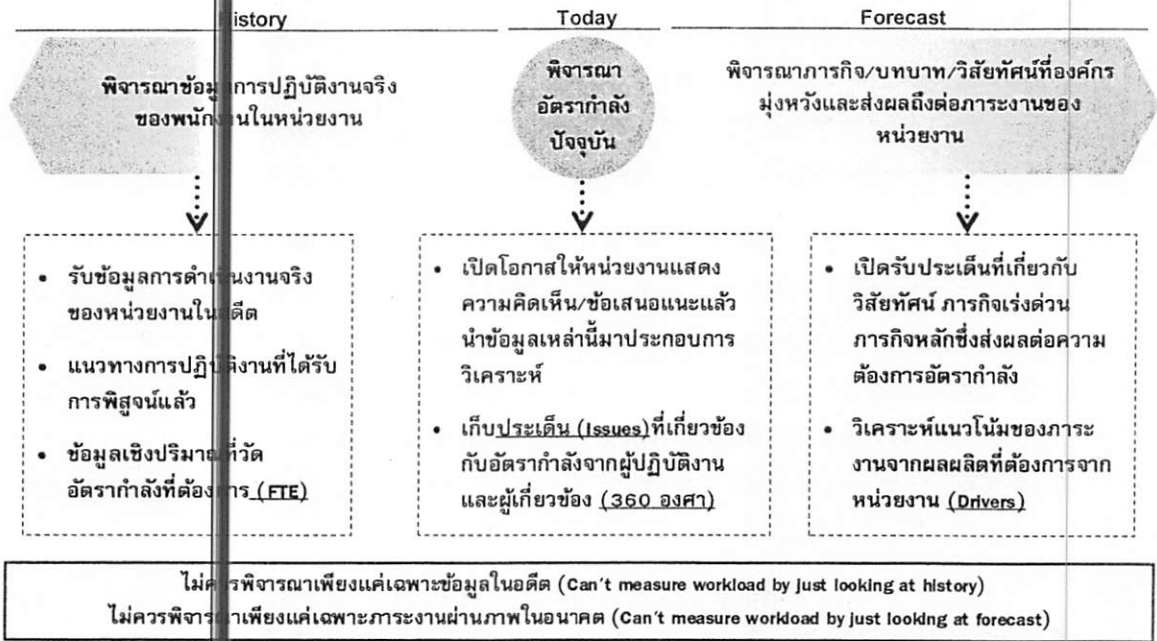 History
Today
Forecast
พิจารณาข้อมูลการปฏิบัติงานจริง
ของพนักงานในหน่วยงาน
พิจารณา
อัตรากำลัง
ปัจจุบัน
พิจารณาภารกิจ/บทบาท/วิสัยทัศน์ที่องค์กร
มุ่งหวังและส่งผลถึงต่อภาระงานของ
หน่วยงาน
• รับข้อมูลการดำเนินงานจริง
ของหน่วยงานในอดีต
• แนวทางการปฏิบัติงานที่ได้รับ
การพิสูจน์แล้ว
• ข้อมูลเชิงปริมาณที่วัด
อัตรากำลังที่ต้องการ (FTE)
• เปิดโอกาสให้หน่วยงานแสดง
ความคิดเห็น/ข้อเสนอแนะแล้ว
นำข้อมูลเหล่านี้มาประกอบการ
วิเคราะห์
• เก็บประเด็น (Issues)ที่เกี่ยวข้อง
กับอัตรากำลังจากผู้ปฏิบัติงาน
และผู้เกี่ยวข้อง (360 องศา)
• เปิดรับประเด็นที่เกี่ยวกับ
วิสัยทัศน์ ภารกิจเร่งด่วน
ภารกิจหลักซึ่งส่งผลต่อความ
ต้องการอัตรากำลัง
• วิเคราะห์แนวโน้มของภาระ
งานจากผลผลิตที่ต้องการจาก
หน่วยงาน (Drivers)
ไม่ควรพิจารณาเพียงแค่เฉพาะข้อมูลในอดีต (Can't measure workload by just looking at history)
ไม่ควรพิจารณาเพียงแค่เฉพาะภาระงานผ่านภาพในอนาคต (Can't measure workload by just looking at forecast)